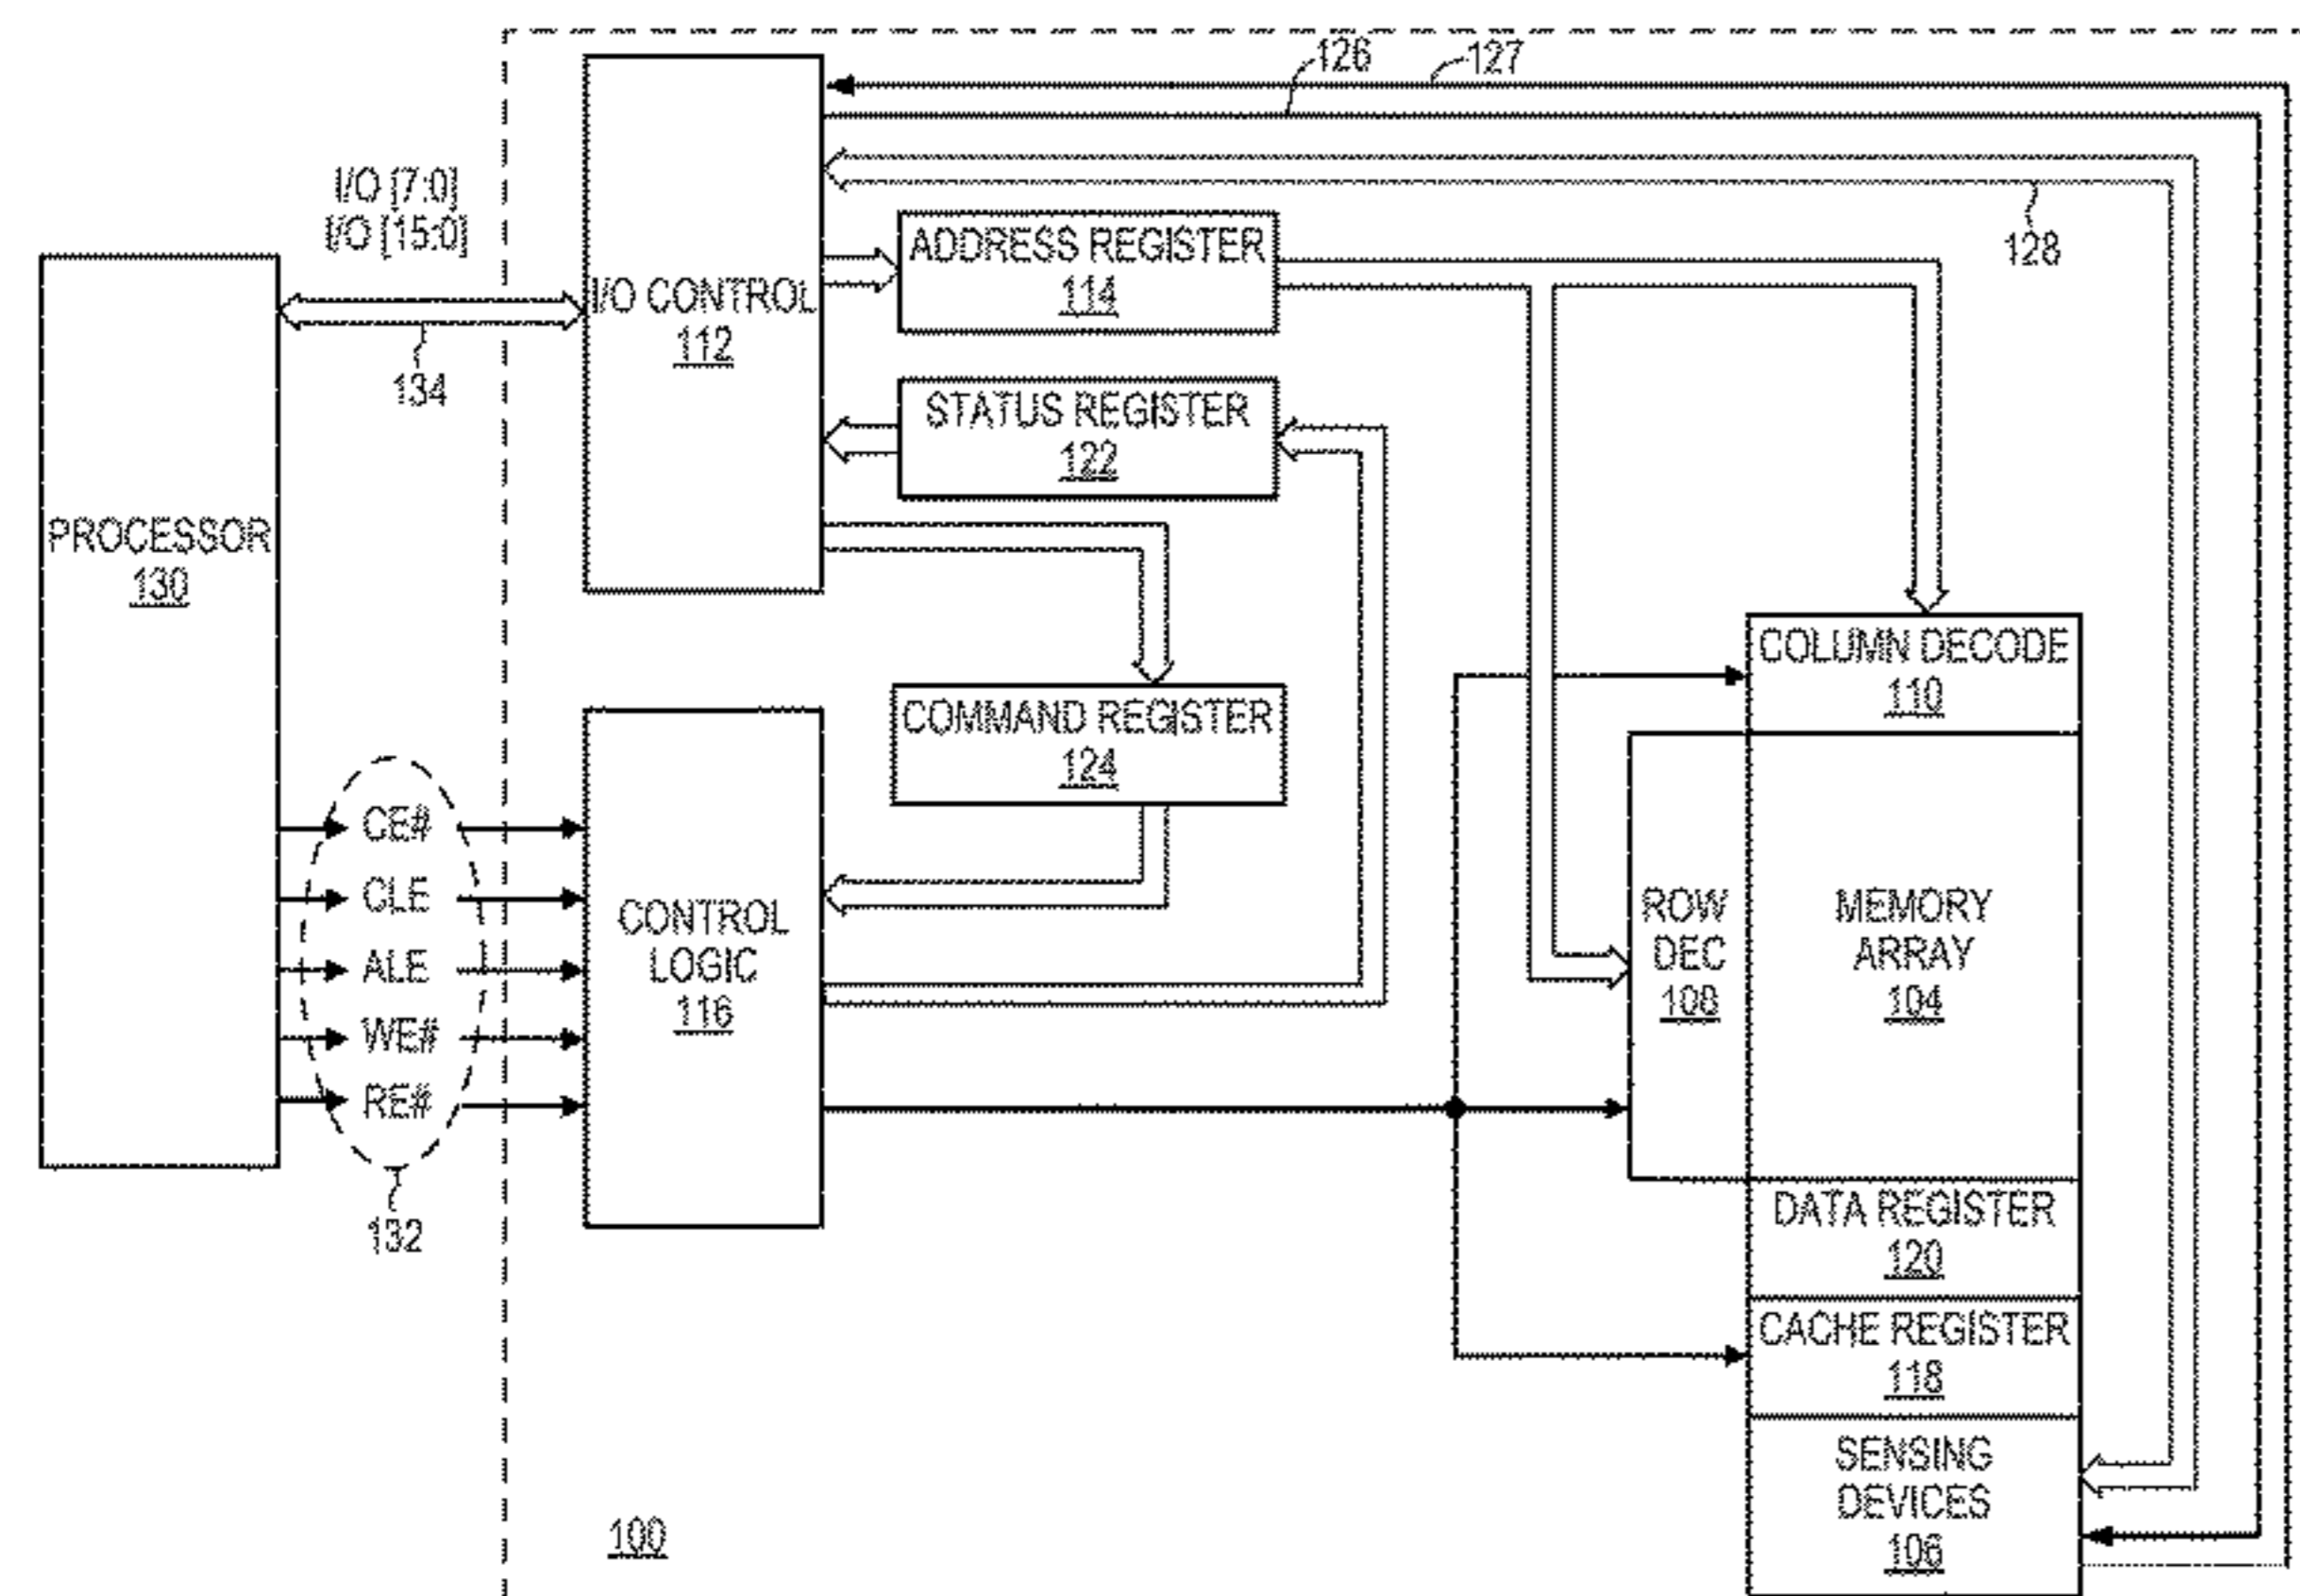 126
127
I/O [7:0]
I/O [15:0]
134
PROCESSOR
130
I/O CONTROL
112
ADDRESS REGISTER
114
128
STATUS REGISTER
122
COMMAND REGISTER
124
COLUMN DECODE
110
CE#
CLE
ALE
WE#
RE#
132
CONTROL
LOGIC
116
ROW
DEC
108
MEMORY
ARRAY
104
DATA REGISTER
120
CACHE REGISTER
118
SENSING
DEVICES
106
100